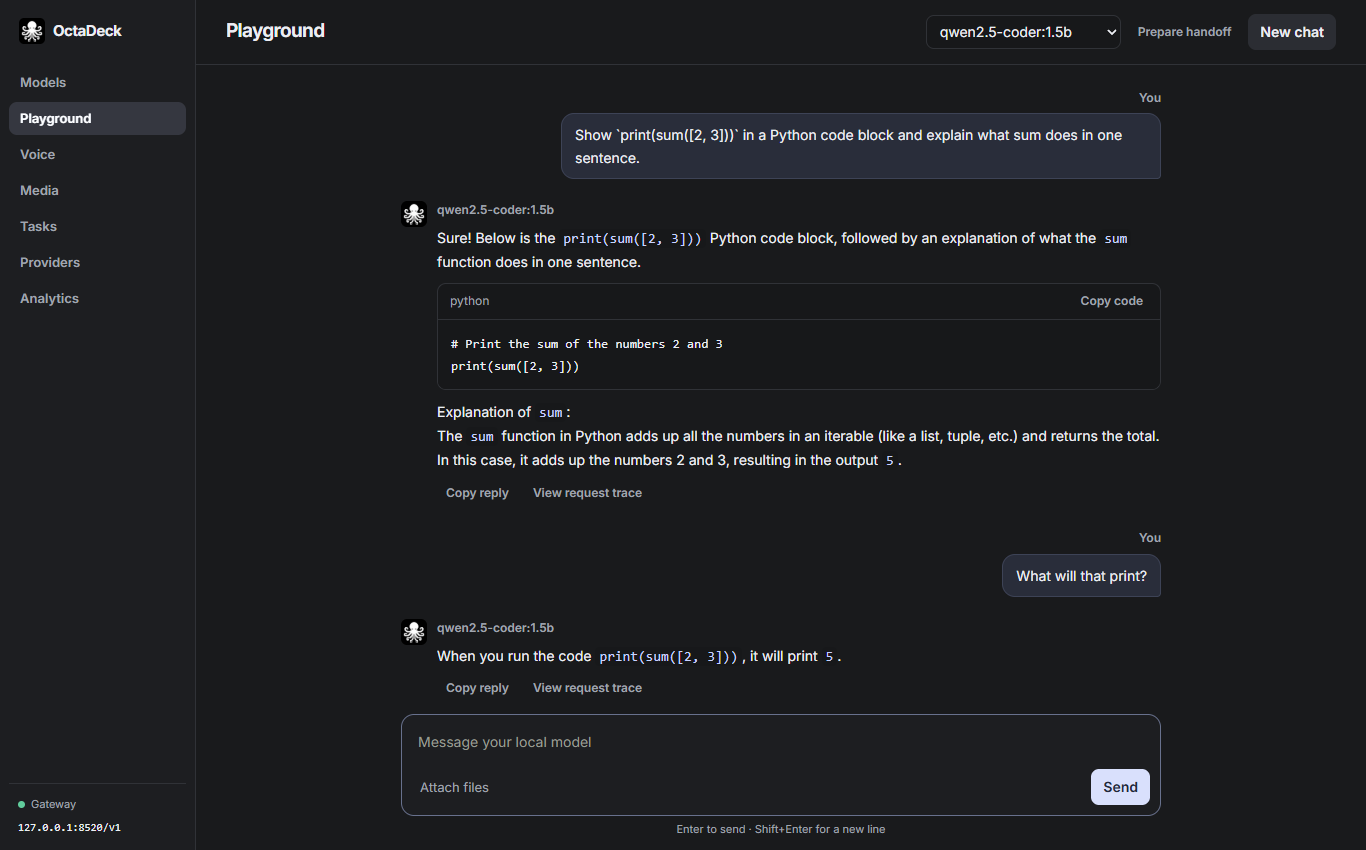 OctaDeck
Models
Playground
Voice
Media
Tasks
Providers
Analytics
Gateway
127.0.0.1:8520/v1
Playground
qwen2.5-coder:1.5b
Prepare handoff
New chat
You
Show `print(sum([2, 3]))` in a Python code block and explain what sum does in one
sentence.
qwen2.5-coder:1.5b
Sure! Below is the print(sum([2, 3])) Python code block, followed by an explanation of what the sum
function does in one sentence.
python
Copy code
# Print the sum of the numbers 2 and 3
print(sum([2, 3]))
Explanation of sum:
The sum function in Python adds up all the numbers in an iterable (like a list, tuple, etc.) and returns the total.
In this case, it adds up the numbers 2 and 3, resulting in the output 5.
Copy reply
View request trace
You
What will that print?
qwen2.5-coder:1.5b
When you run the code print(sum([2, 3])), it will print 5.
Copy reply
View request trace
Message your local model
Attach files
Send
Enter to send · Shift+Enter for a new line